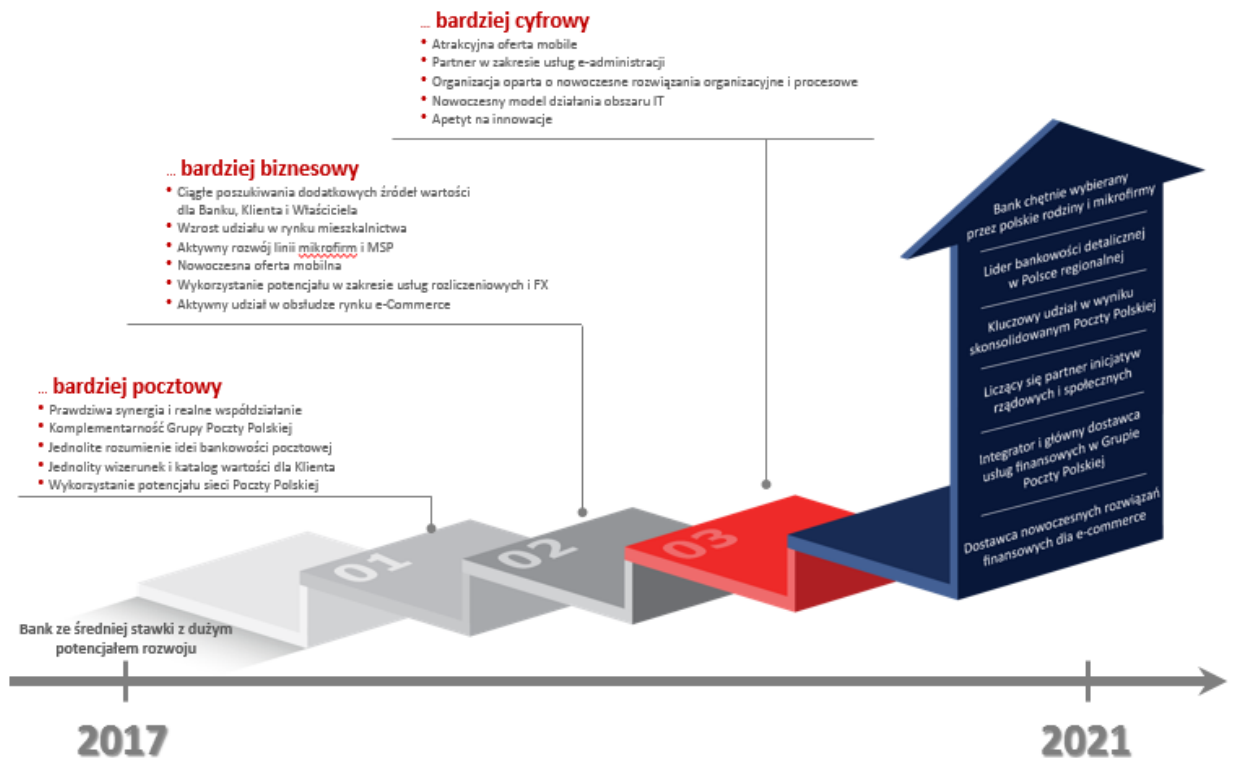 ... bardziej cyfrowy
• Atrakcyjna oferta mobile
• Partner w zakresie usług e-administracji
• Organizacja oparta o nowoczesne rozwiązania organizacyjne i procesowe
• Nowoczesny model działania obszaru IT
• Apetyt na innowacje
... bardziej biznesowy
• Ciągłe poszukiwania dodatkowych źródeł wartości
dla Banku, Klienta i Właściciela
• Wzrost udziału w rynku mieszkalnictwa
• Aktywny rozwój linii mikrofirm i MSP
• Nowoczesna oferta mobilna
• Wykorzystanie potencjału w zakresie usług rozliczeniowych i FX
• Aktywny udział w obsłudze rynku e-Commerce
... bardziej pocztowy
• Prawdziwa synergia i realne współdziałanie
• Komplementarność Grupy Poczty Polskiej
• Jednolite rozumienie idei bankowości pocztowej
• Jednolity wizerunek i katalog wartości dla Klienta
• Wykorzystanie potencjału sieci Poczty Polskiej
Bank chętnie wybierany
przez polskie rodziny i mikrofirmy
Lider bankowości detalicznej
w Polsce regionalnej
Kluczowy udział w wyniku
skonsolidowanym Poczty Polskiej
Liczący się partner inicjatyw
rządowych i społecznych
Integrator i główny dostawca
usług finansowych w Grupie
Poczty Polskiej
Dostawca nowoczesnych rozwiązań
finansowych dla e-commerce
01
02
03
Bank ze średniej stawki z dużym
potencjałem rozwoju
2017
2021